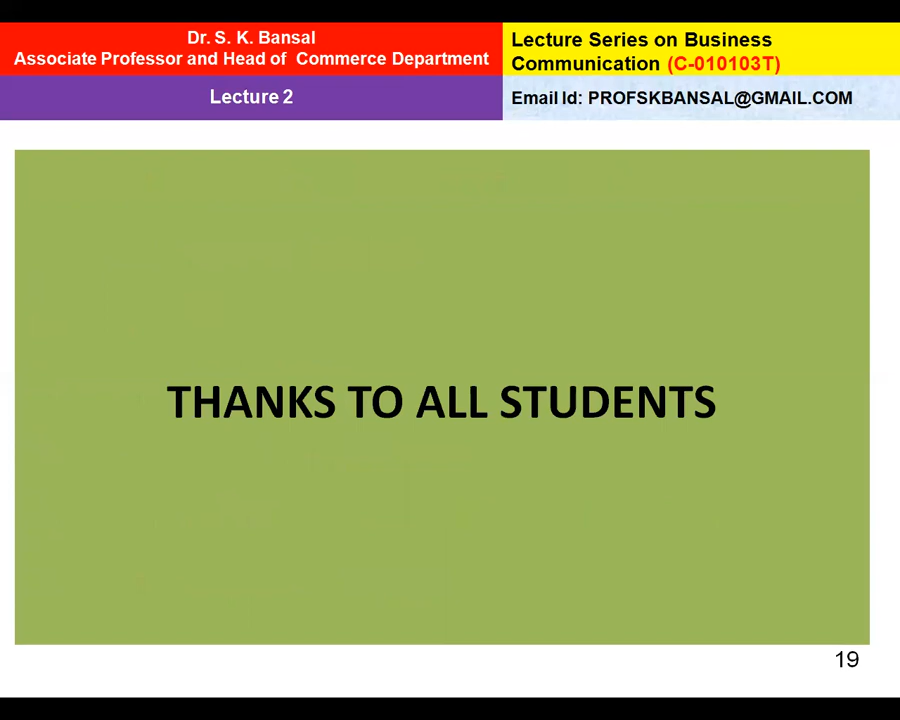 Dr. S. K. Bansal
Associate Professor and Head of Commerce Department
Lecture Series on Business
Communication (C-010103T)
Lecture 2
Email Id: PROFSKBANSAL@GMAIL.COM
THANKS TO ALL STUDENTS
19